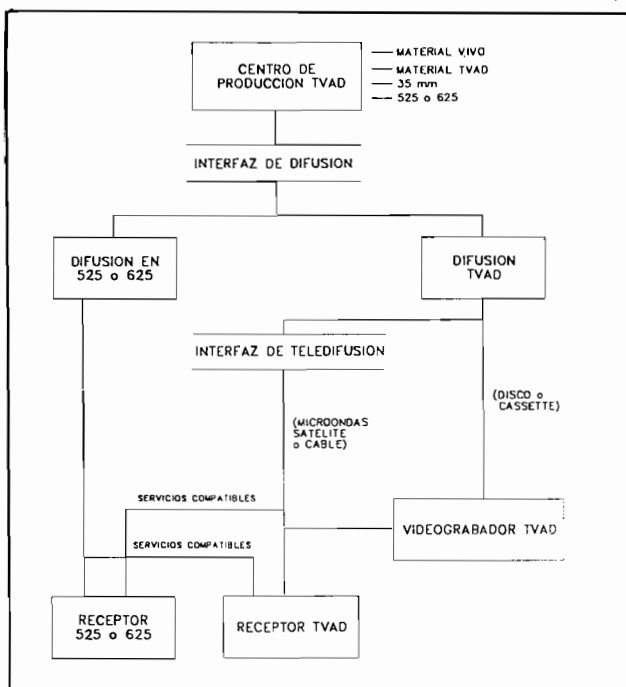 CENTRO DE
PRODUCCION TVAD
MATERIAL VIVO
MATERIAL TVAD
35 mm
525 o 625
INTERFAZ DE DIFUSION
DIFUSION EN
525 o 625
DIFUSION
TVAD
INTERFAZ DE TELEDIFUSION
(DISCO o
CASSETTE)
(MICROONDAS
SATELITE
o CABLE)
SERVICIOS COMPATIBLES
VIDEOGRABADOR TVAD
SERVICIOS COMPATIBLES
RECEPTOR
525 o 625
RECEPTOR TVAD